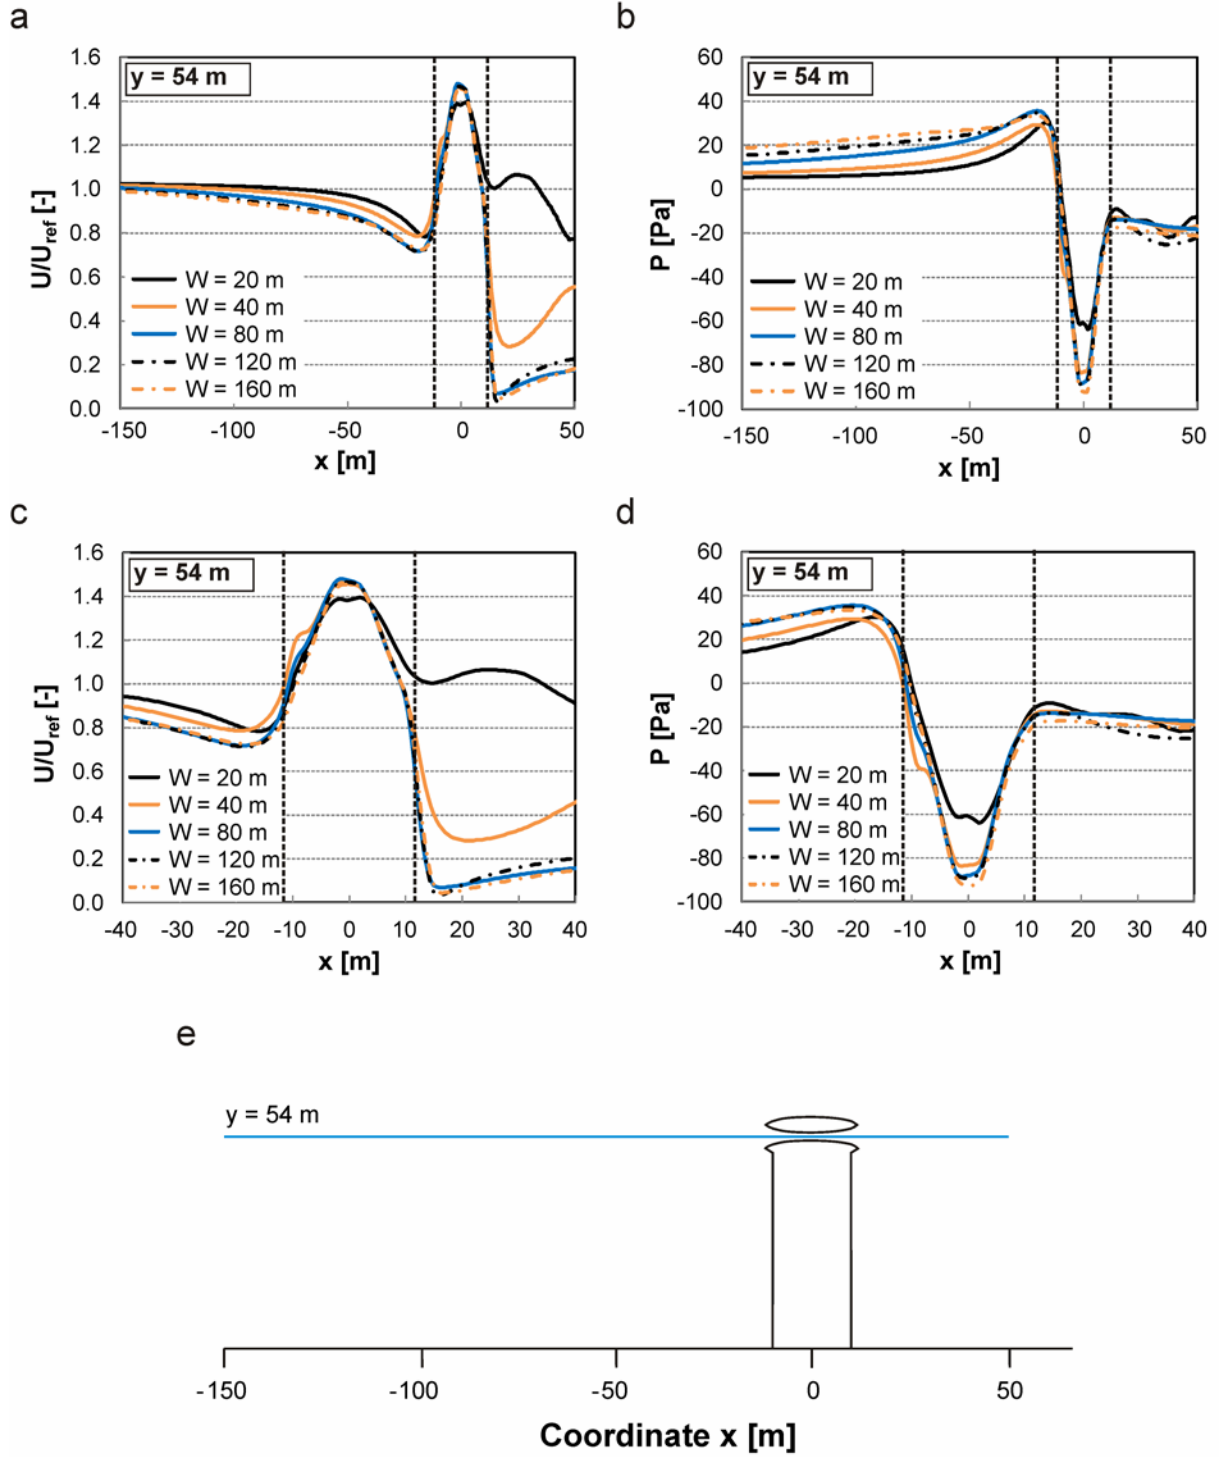 a
b
1.6
1.4
1.2
1.0
0.8
0.6
0.4
0.2
0.0
U/Uref [-]
y = 54 m
W = 20 m
W = 40 m
W = 80 m
W = 120 m
W = 160 m
-150 -100 -50 0 50
x [m]
60
40
20
0
-20
-40
-60
-80
-100
P [Pa]
y = 54 m
W = 20 m
W = 40 m
W = 80 m
W = 120 m
W = 160 m
-150 -100 -50 0 50
x [m]
c
d
1.6
1.4
1.2
1.0
0.8
0.6
0.4
0.2
0.0
U/Uref [-]
y = 54 m
W = 20 m
W = 40 m
W = 80 m
W = 120 m
W = 160 m
-40 -30 -20 -10 0 10 20 30 40
x [m]
60
40
20
0
-20
-40
-60
-80
-100
P [Pa]
y = 54 m
W = 20 m
W = 40 m
W = 80 m
W = 120 m
W = 160 m
-40 -30 -20 -10 0 10 20 30 40
x [m]
e
y = 54 m
-150 -100 -50 0 50
Coordinate x [m]